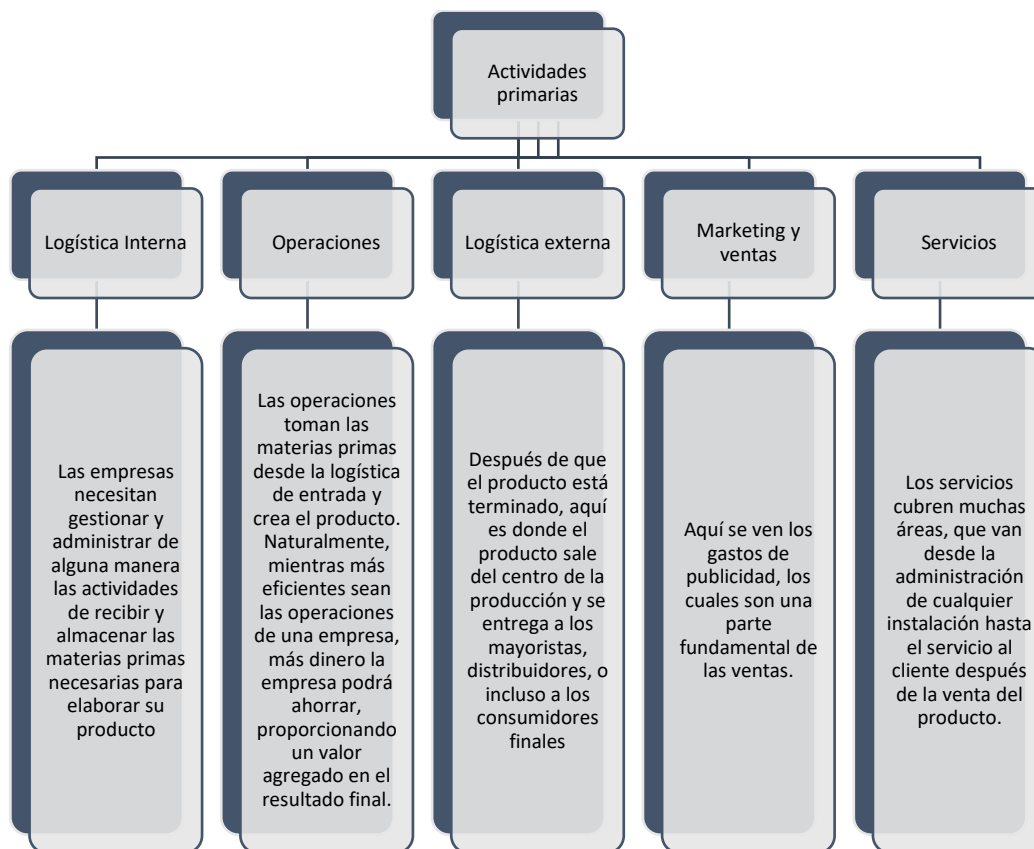 Actividades
primarias
Logística Interna
Operaciones
Logística externa
Marketing y
ventas
Servicios
Las empresas
necesitan
gestionar y
administrar de
alguna manera
las actividades
de recibir y
almacenar las
materias primas
necesarias para
elaborar su
producto
Las operaciones
toman las
materias primas
desde la logística
de entrada y
crea el producto.
Naturalmente,
mientras más
eficientes sean
las operaciones
de una empresa,
más dinero la
empresa podrá
ahorrar,
proporcionando
un valor
agregado en el
resultado final.
Después de que
el producto está
terminado, aquí
es donde el
producto sale
del centro de la
producción y se
entrega a los
mayoristas,
distribuidores, o
incluso a los
consumidores
finales
Aquí se ven los
gastos de
publicidad, los
cuales son una
parte
fundamental de
las ventas.
Los servicios
cubren muchas
áreas, que van
desde la
administración
de cualquier
instalación hasta
el servicio al
cliente después
de la venta del
producto.